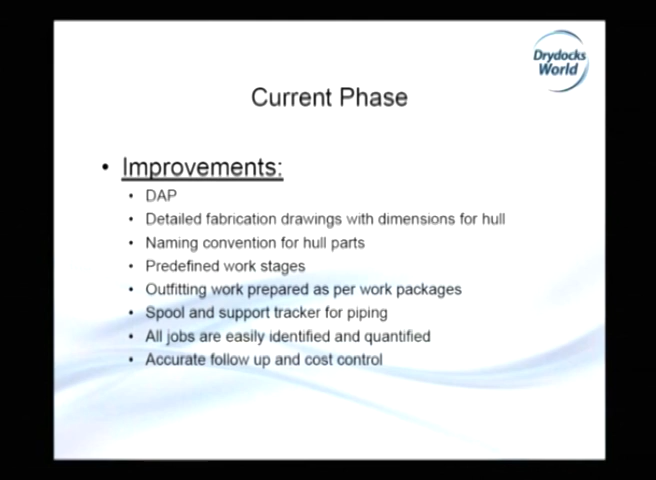 Drydocks
World
Current Phase
• Improvements:
• DAP
• Detailed fabrication drawings with dimensions for hull
• Naming convention for hull parts
• Predefined work stages
• Outfitting work prepared as per work packages
• Spool and support tracker for piping
• All jobs are easily identified and quantified
• Accurate follow up and cost control